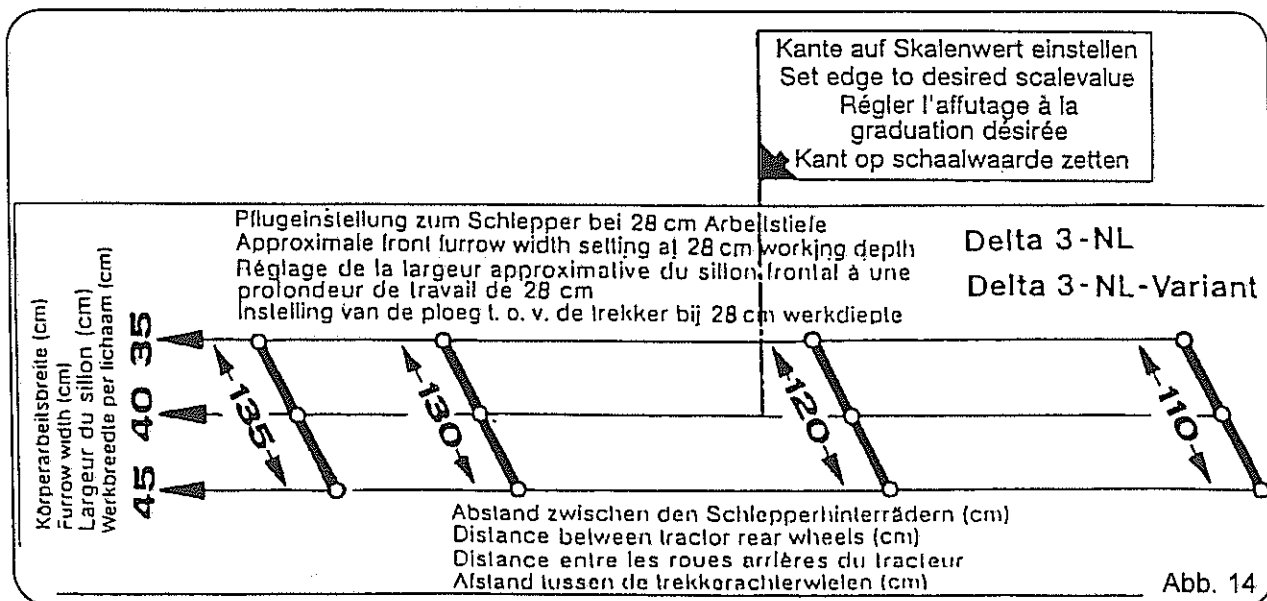 Kante auf Skalenwert einstellen
Set edge to desired scalevalue
Régler l'affutage à la
graduation désirée
Kant op schaalwaarde zetten
Pflugeinstellung zum Schlepper bei 28 cm Arbeitstiefe
Approximale front furrow width setting at 28 cm working depth
Réglage de la largeur approximative du sillon frontal à une
profondeur de travail de 28 cm
Instelling van de ploeg t. o. v. de trekker bij 28 cm werkdiepte
Delta 3-NL
Delta 3-NL-Variant
Körperarbeitsbreite (cm)
Furrow width (cm)
Largeur du sillon (cm)
Werkbreedte per lichaam (cm)
35
40
45
135
130
120
110
Abstand zwischen den Schlepperhinterrädern (cm)
Distance between tractor rear wheels (cm)
Distance entre les roues arrières du tracteur
Afstand tussen de trekkorachterwielen (cm)
Abb. 14